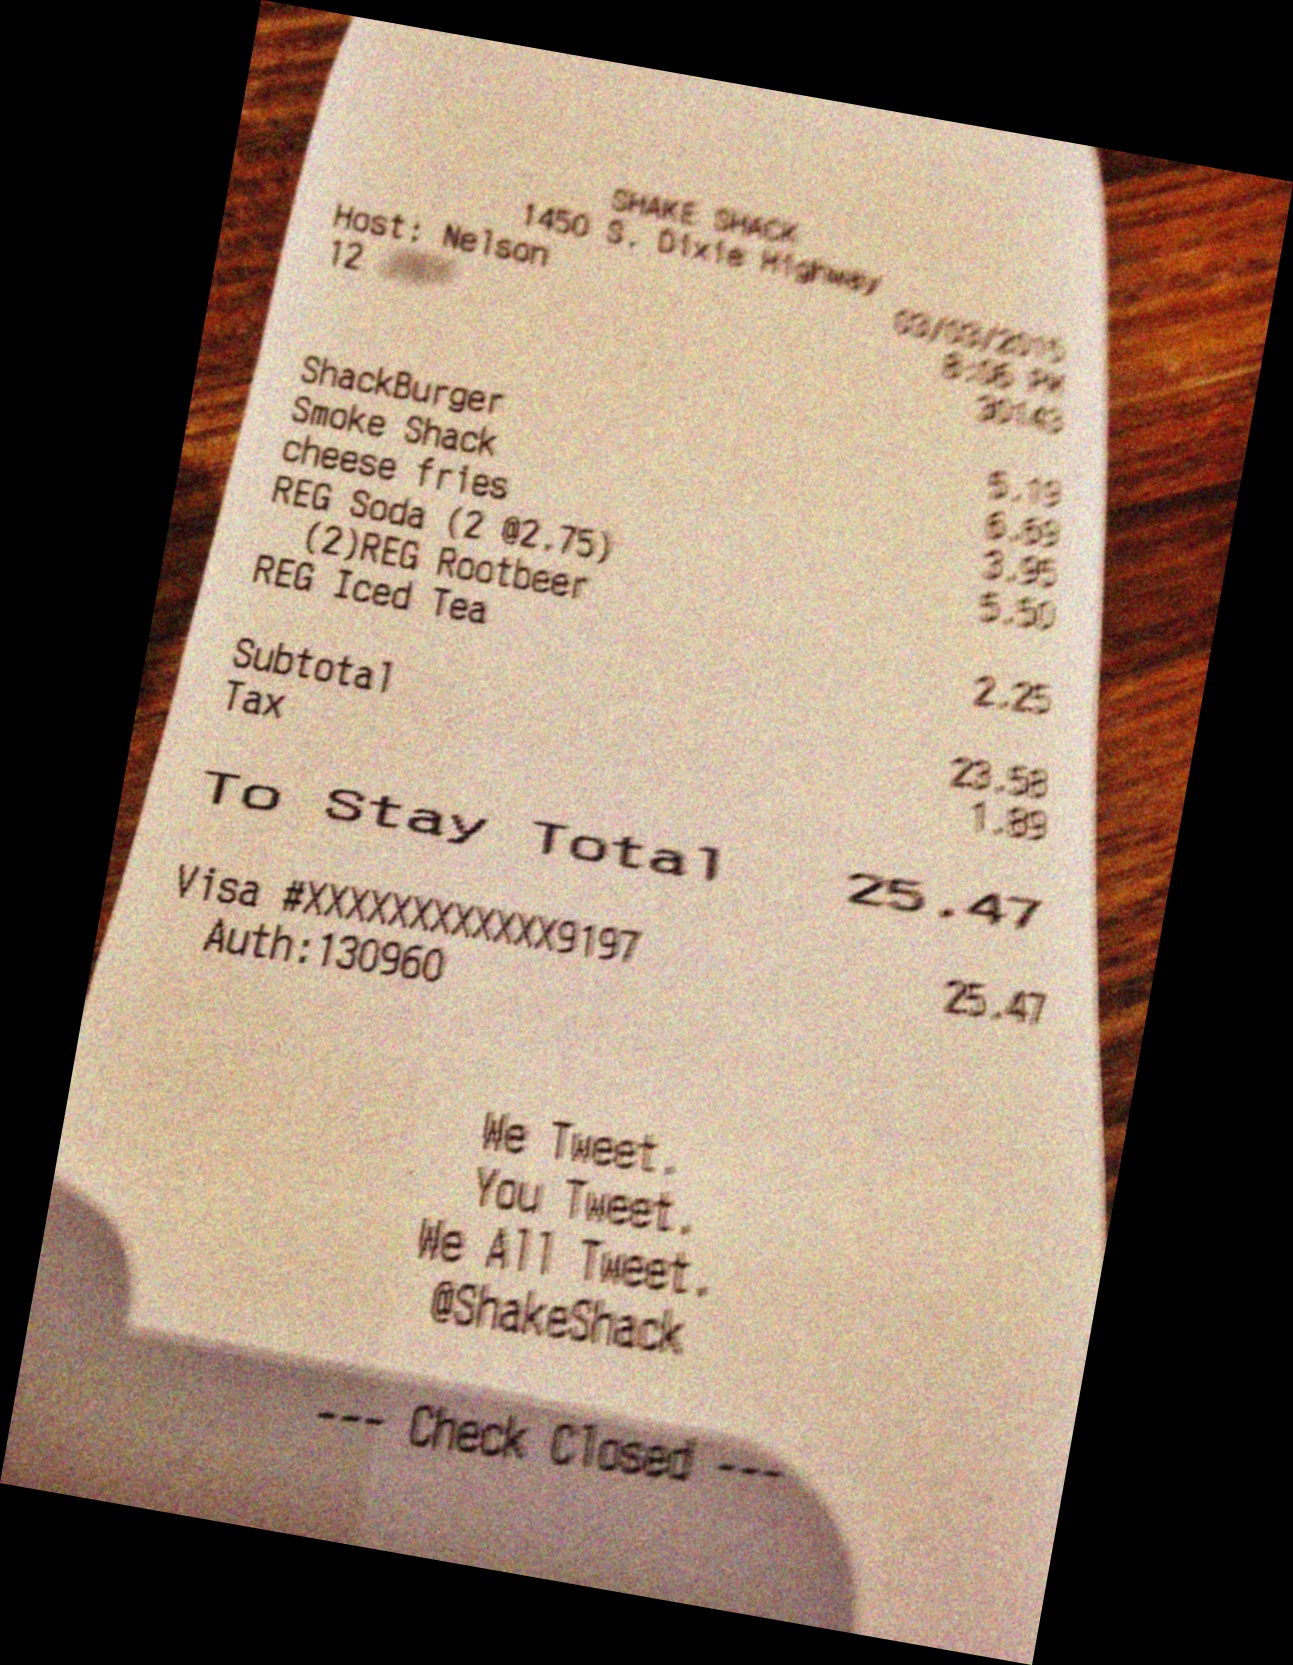 SHAKE SHACK
1450 S. Dixie Highway
Host: Nelson 03/03/2015
12
PM
30143
ShackBurger 5.19
Smoke Shack 6.69
cheese fries 3.95
REG Soda (2 @2.75) 5.50
(2)REG Rootbeer
REG Iced Tea 2.25
Subtotal 23.58
Tax 1.89
To Stay Total 25.47
Visa #XXXXXXXXXXXX9197 25.47
Auth:130960
We Tweet.
You Tweet.
We All Tweet.
@ShakeShack
--- Check Closed ---